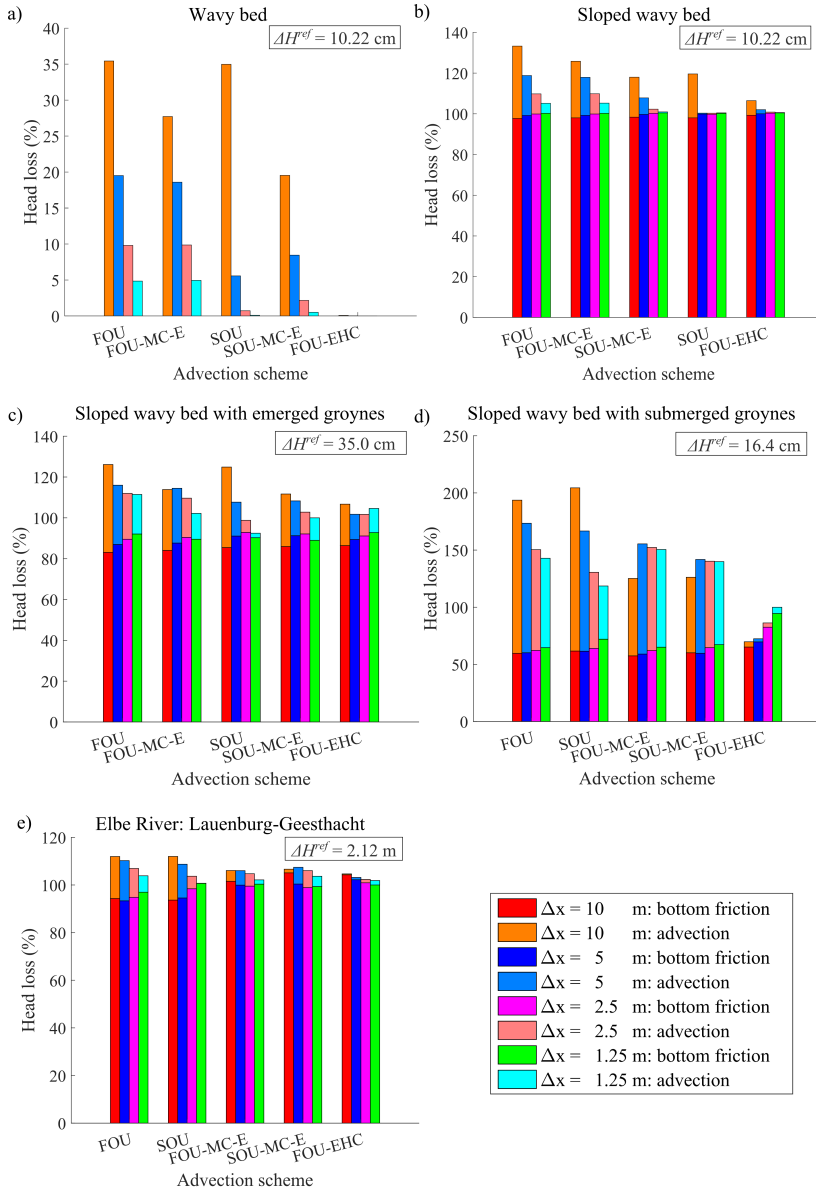 a) Wavy bed
ΔH^ref = 10.22 cm
Head loss (%)
40
35
30
25
20
15
10
5
0
FOU FOU-MC-E SOU SOU-MC-E FOU-EHC
Advection scheme
b) Sloped wavy bed
ΔH^ref = 10.22 cm
Head loss (%)
140
120
100
80
60
40
20
0
FOU FOU-MC-E SOU-MC-E SOU FOU-EHC
Advection scheme
c) Sloped wavy bed with emerged groynes
ΔH^ref = 35.0 cm
Head loss (%)
140
120
100
80
60
40
20
0
FOU FOU-MC-E SOU SOU-MC-E FOU-EHC
Advection scheme
d) Sloped wavy bed with submerged groynes
ΔH^ref = 16.4 cm
Head loss (%)
250
200
150
100
50
0
FOU SOU FOU-MC-E SOU-MC-E FOU-EHC
Advection scheme
e) Elbe River: Lauenburg-Geesthacht
ΔH^ref = 2.12 m
Head loss (%)
120
100
80
60
40
20
0
FOU SOU FOU-MC-E SOU-MC-E FOU-EHC
Advection scheme
Δx = 10 m: bottom friction
Δx = 10 m: advection
Δx = 5 m: bottom friction
Δx = 5 m: advection
Δx = 2.5 m: bottom friction
Δx = 2.5 m: advection
Δx = 1.25 m: bottom friction
Δx = 1.25 m: advection